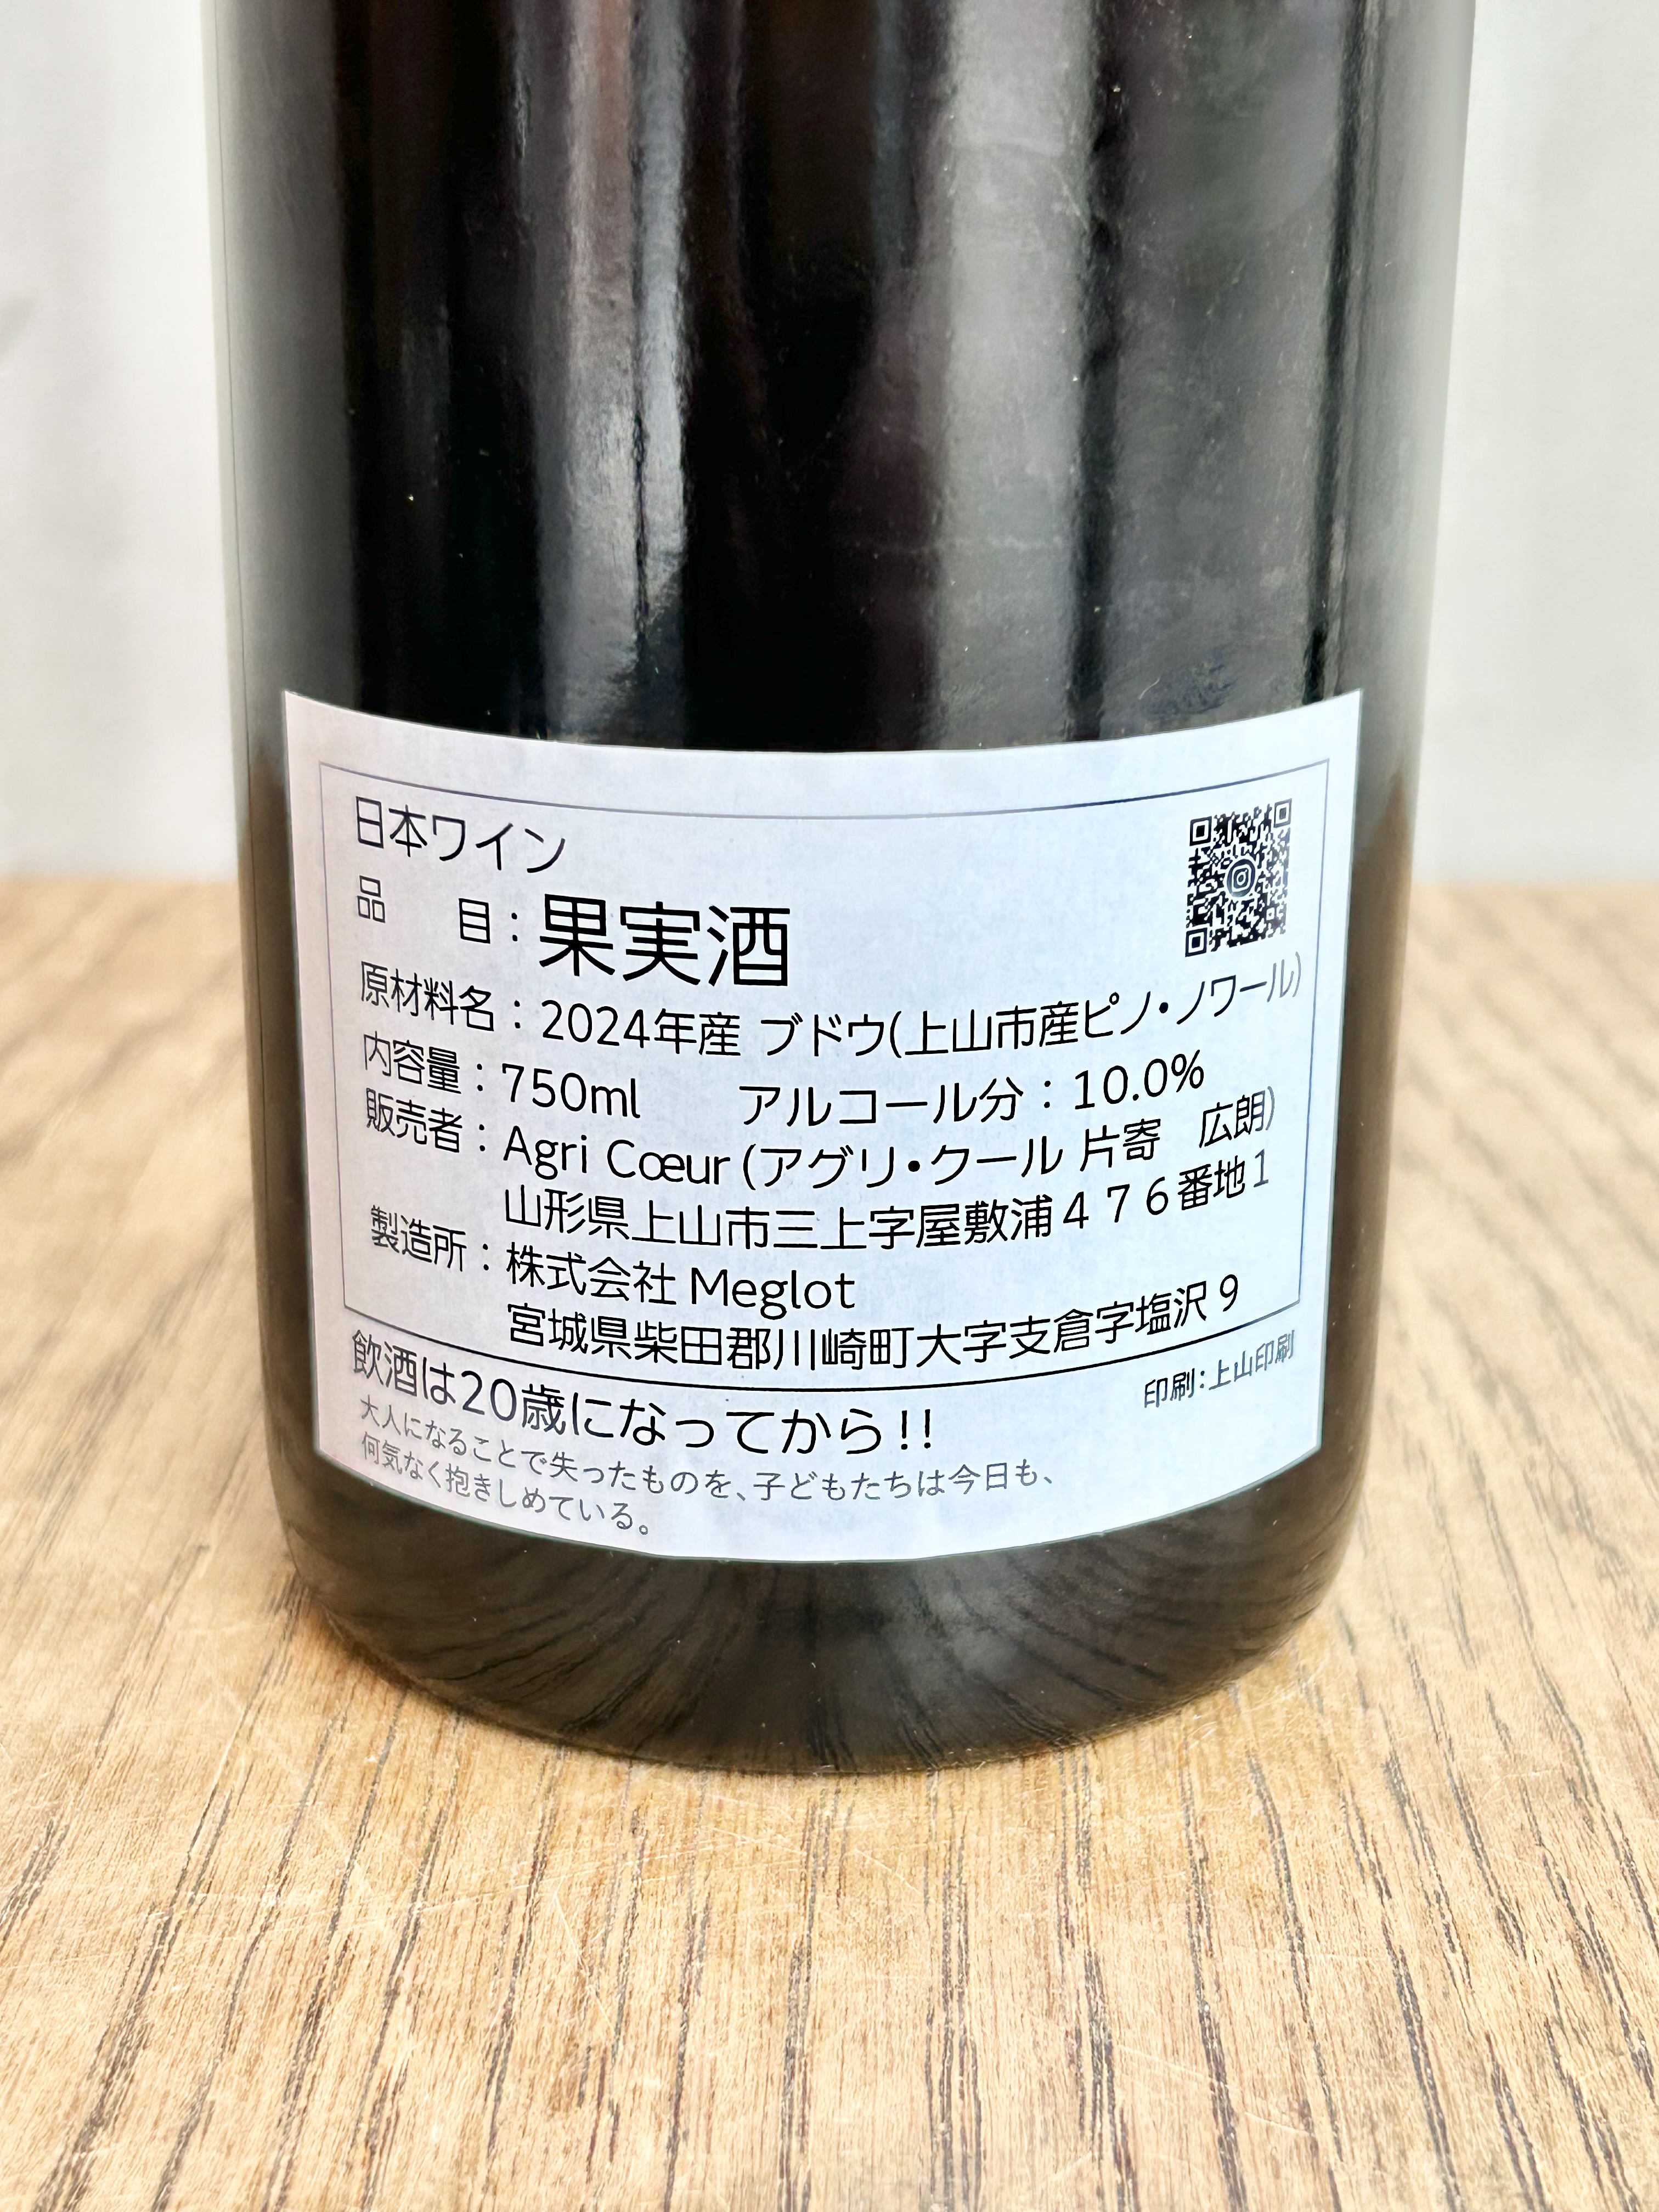 日本ワイン
品　　目：果実酒
原材料名：2024年産 ブドウ(上山市産ピノ・ノワール)
内容量：750ml　　アルコール分：10.0%
販売者：Agri Cœur (アグリ・クール 片寄　広朗)
山形県上山市三上字屋敷浦４７６番地1
製造所：株式会社 Meglot
宮城県柴田郡川崎町大字支倉字塩沢 9
印刷：上山印刷
飲酒は20歳になってから!!
大人になることで失ったものを、子どもたちは今日も、
何気なく抱きしめている。